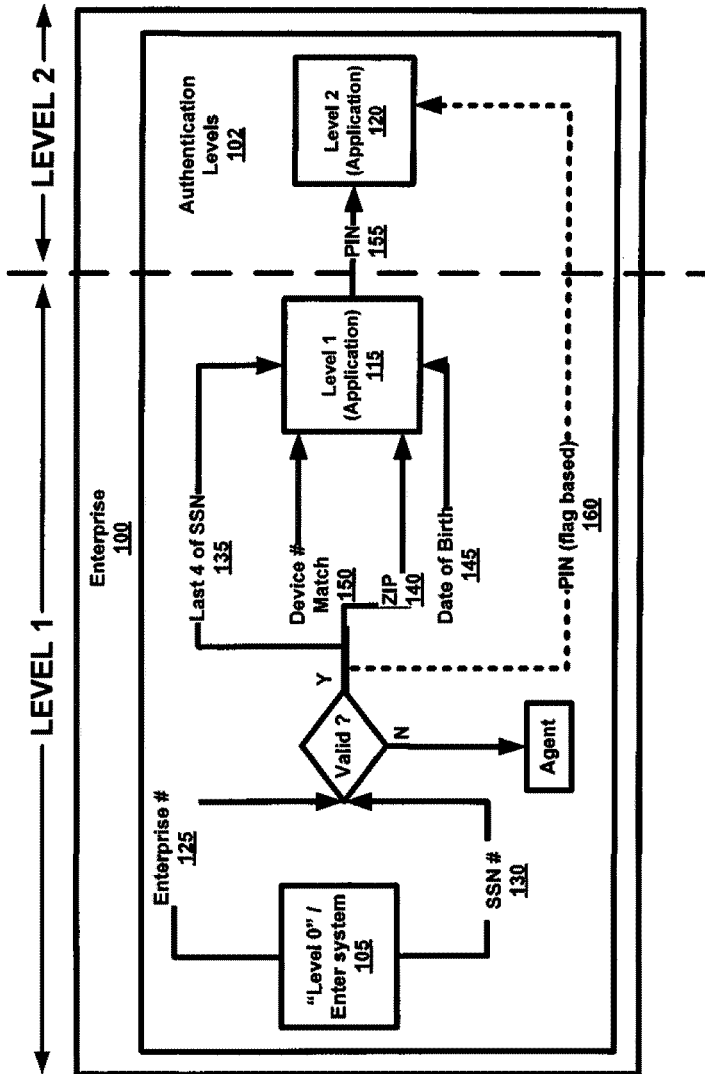 LEVEL 1
LEVEL 2
Enterprise
100
Authentication
Levels
102
"Level 0" /
Enter system
105
Enterprise #
125
SSN #
130
Valid ?
Y
N
Agent
Last 4 of SSN
135
Device #
Match
150
ZIP
140
Date of Birth
145
Level 1
(Application)
115
PIN
155
Level 2
(Application)
120
PIN (flag based)
160